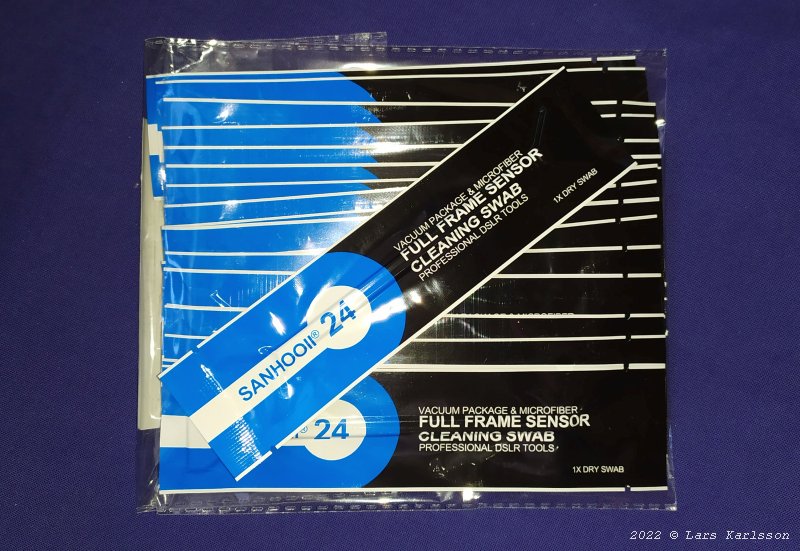 VACUUM PACKAGE & MICROFIBER
FULL FRAME SENSOR
CLEANING SWAB
PROFESSIONAL DSLR TOOLS
1X DRY SWAB
SANHOOII® 24
® 24
VACUUM PACKAGE & MICROFIBER
FULL FRAME SENSOR
CLEANING SWAB
PROFESSIONAL DSLR TOOLS
1X DRY SWAB
2022 © Lars Karlsson